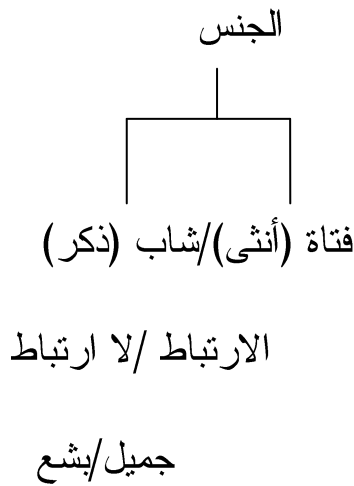 الجنس
فتاة (أنثى)/شاب (ذكر)
الارتباط /لا ارتباط
جميل/بشع